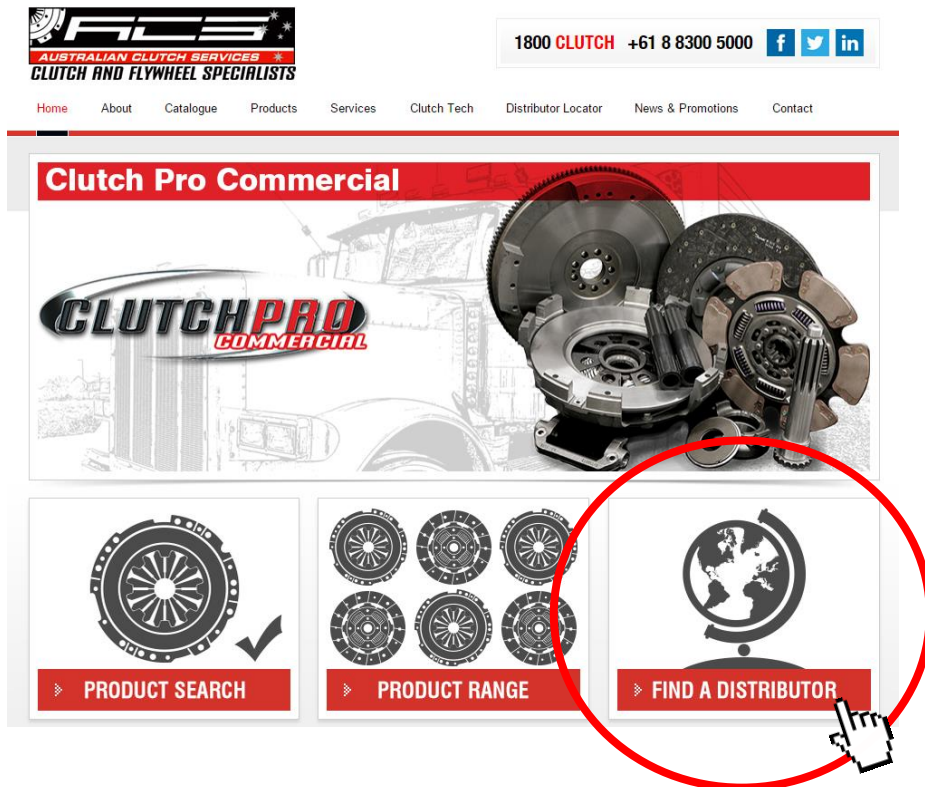 ACS
AUSTRALIAN CLUTCH SERVICES
CLUTCH AND FLYWHEEL SPECIALISTS
1800 CLUTCH +61 8 8300 5000 f in
Home About Catalogue Products Services Clutch Tech Distributor Locator News & Promotions Contact
Clutch Pro Commercial
CLUTCHPRO
COMMERCIAL
PRODUCT SEARCH PRODUCT RANGE FIND A DISTRIBUTOR